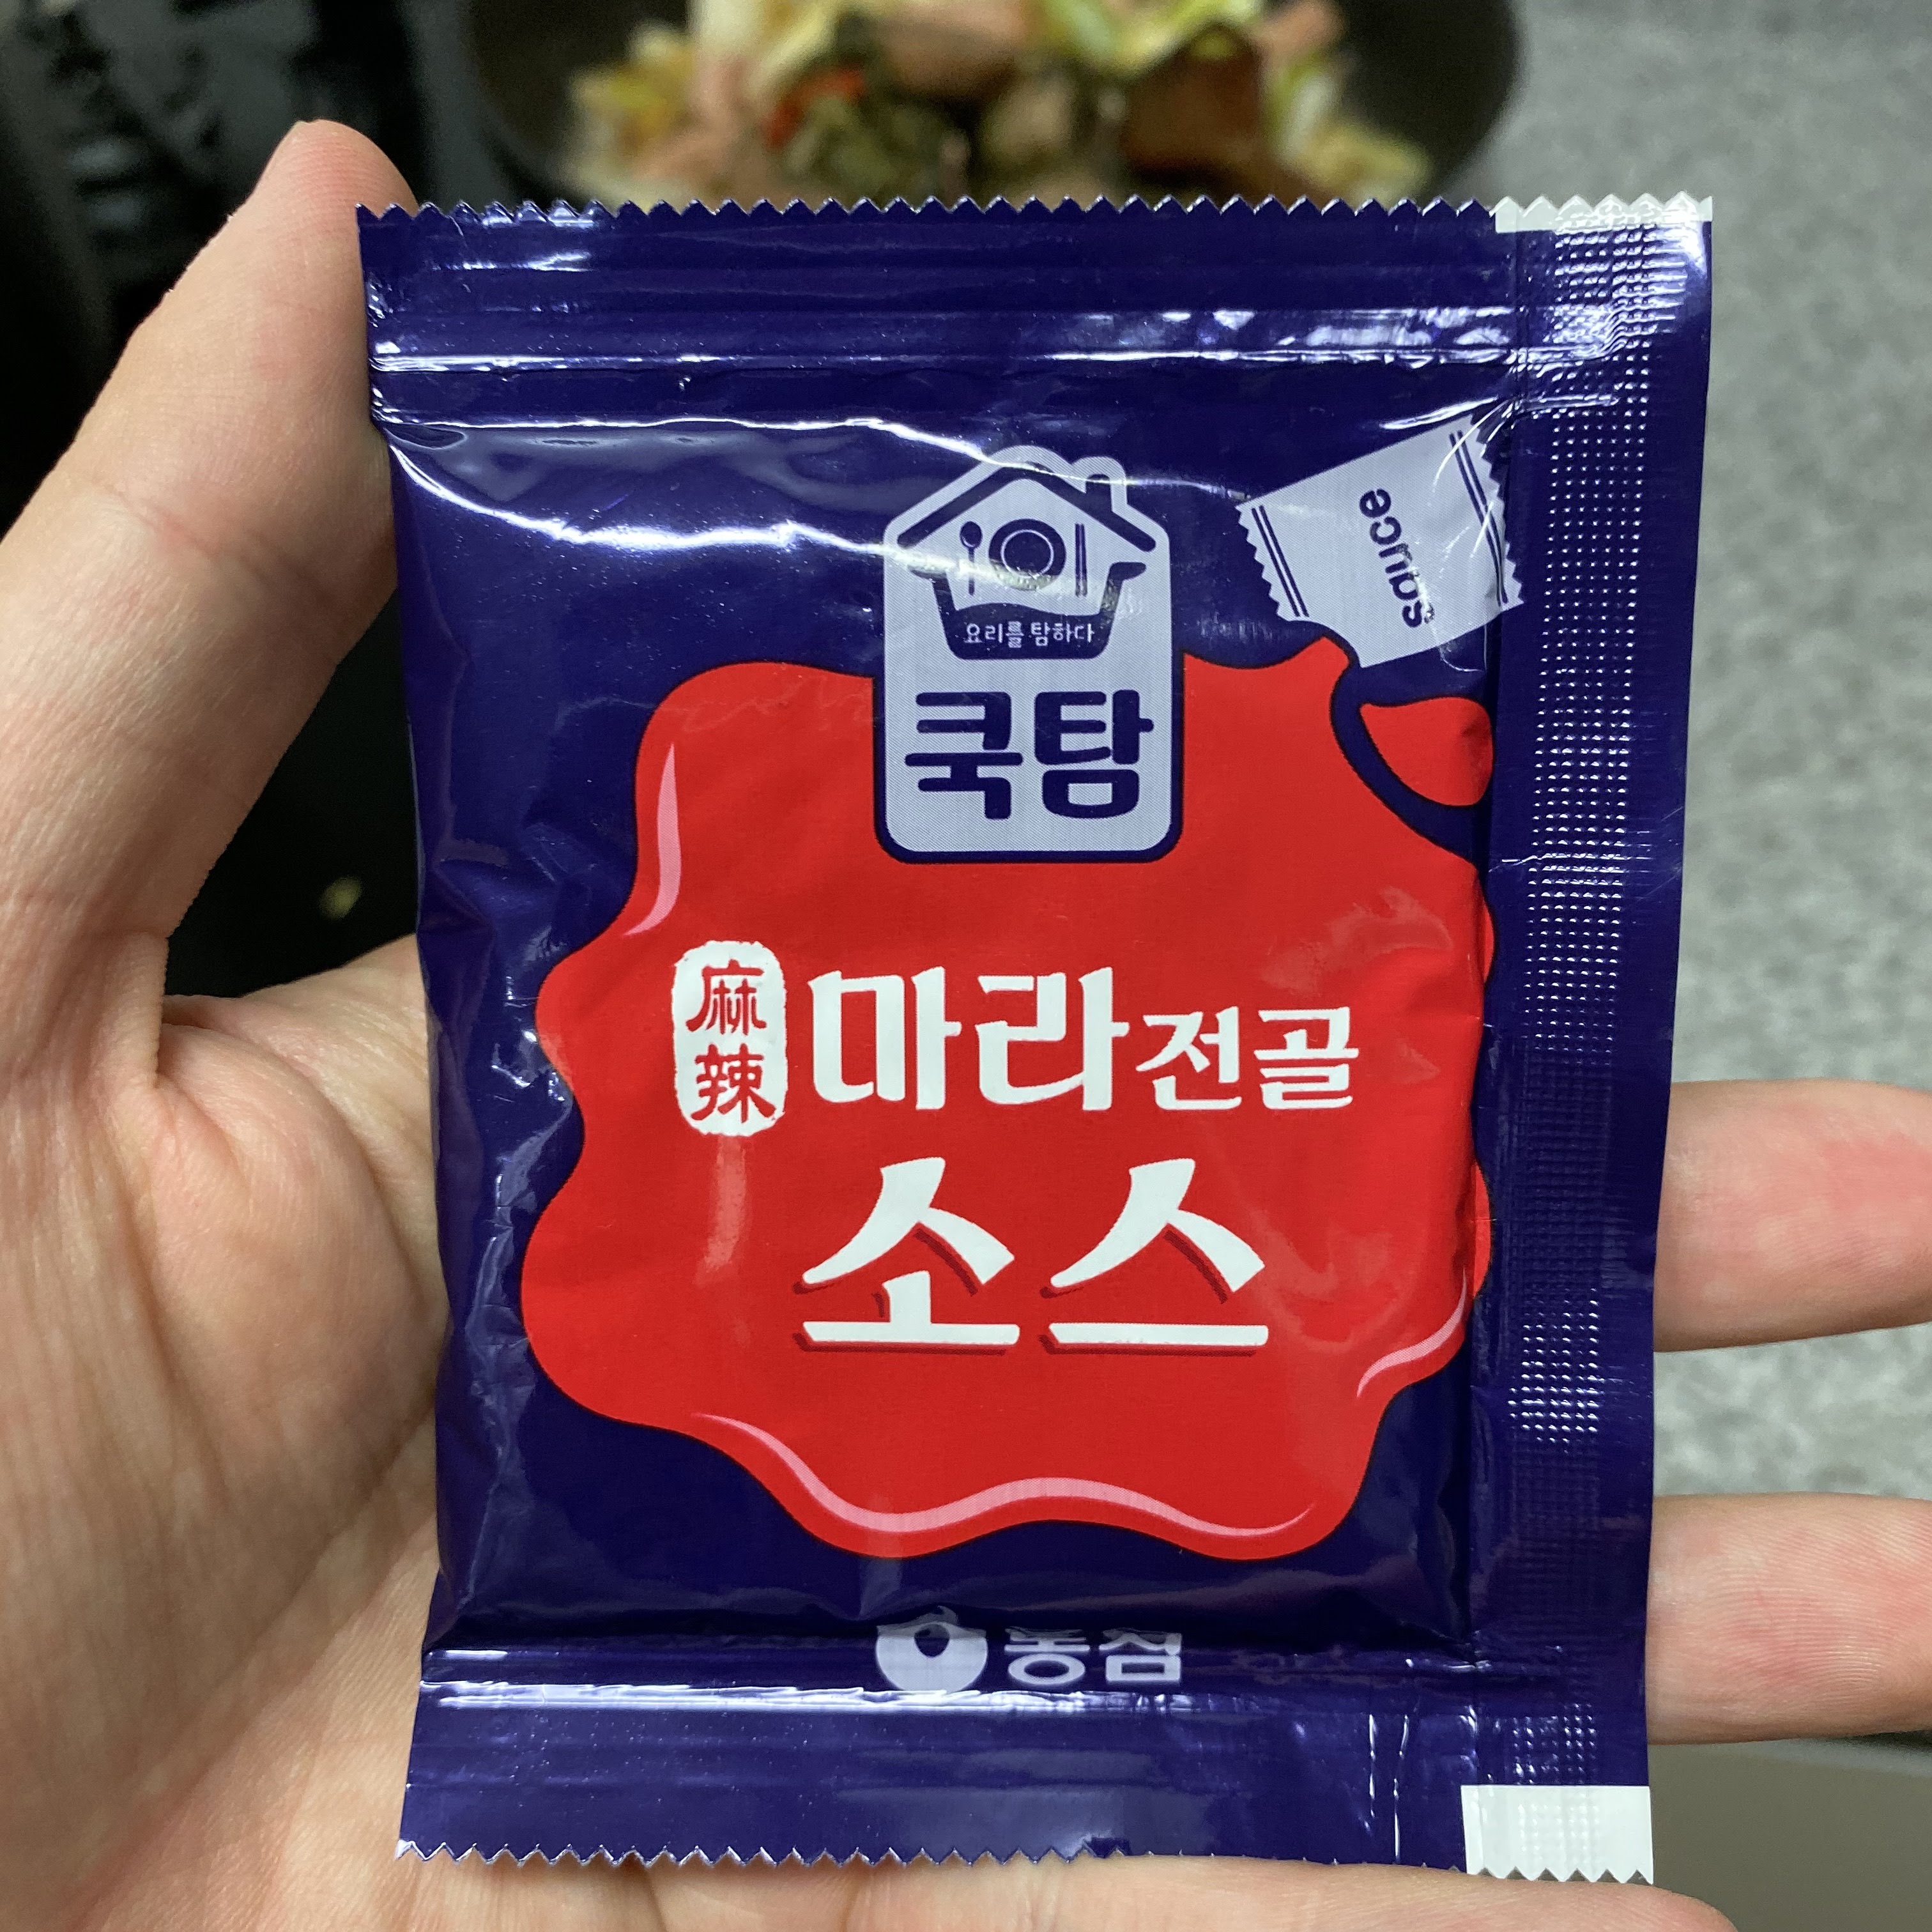 요리를 탐하다
쿡탐
sauce
麻辣 마라전골
소스
농심